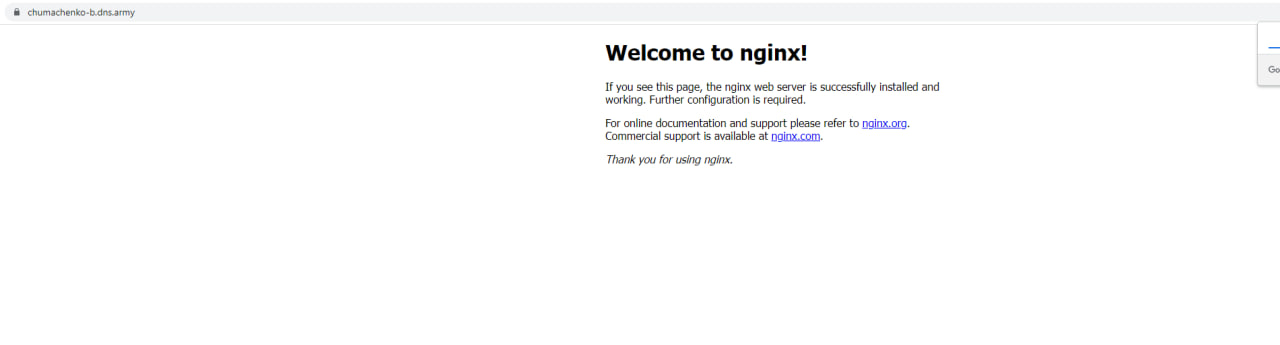 chumachenko-b.dns.army
Welcome to nginx!
If you see this page, the nginx web server is successfully installed and
working. Further configuration is required.
For online documentation and support please refer to nginx.org.
Commercial support is available at nginx.com.
Thank you for using nginx.